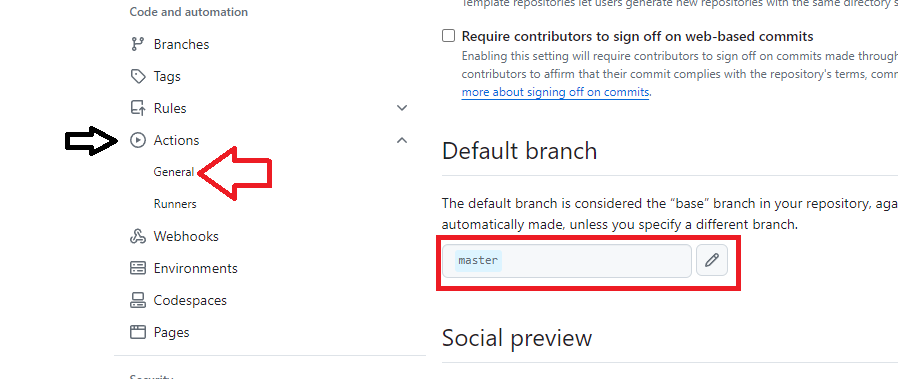 Code and automation
Branches
Tags
Rules
Actions
General
Runners
Webhooks
Environments
Codespaces
Pages
Security
Template repositories let users generate new repositories with the same directory s
Require contributors to sign off on web-based commits
Enabling this setting will require contributors to sign off on commits made through
contributors to affirm that their commit complies with the repository's terms, com
more about signing off on commits.
Default branch
The default branch is considered the “base” branch in your repository, aga
automatically made, unless you specify a different branch.
master
Social preview